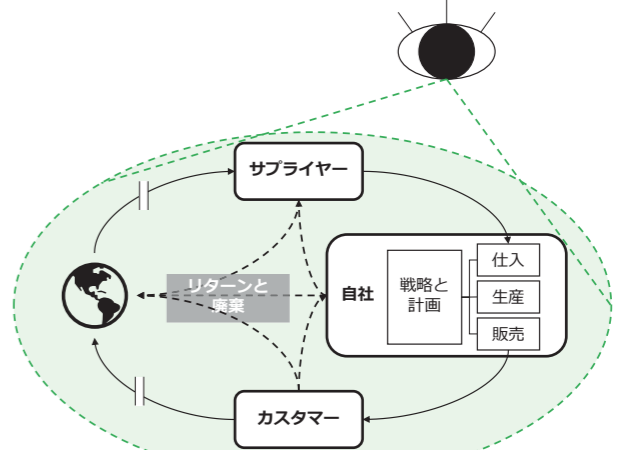 サプライヤー
リターンと
廃棄
自社
戦略と
計画
仕入
生産
販売
カスタマー